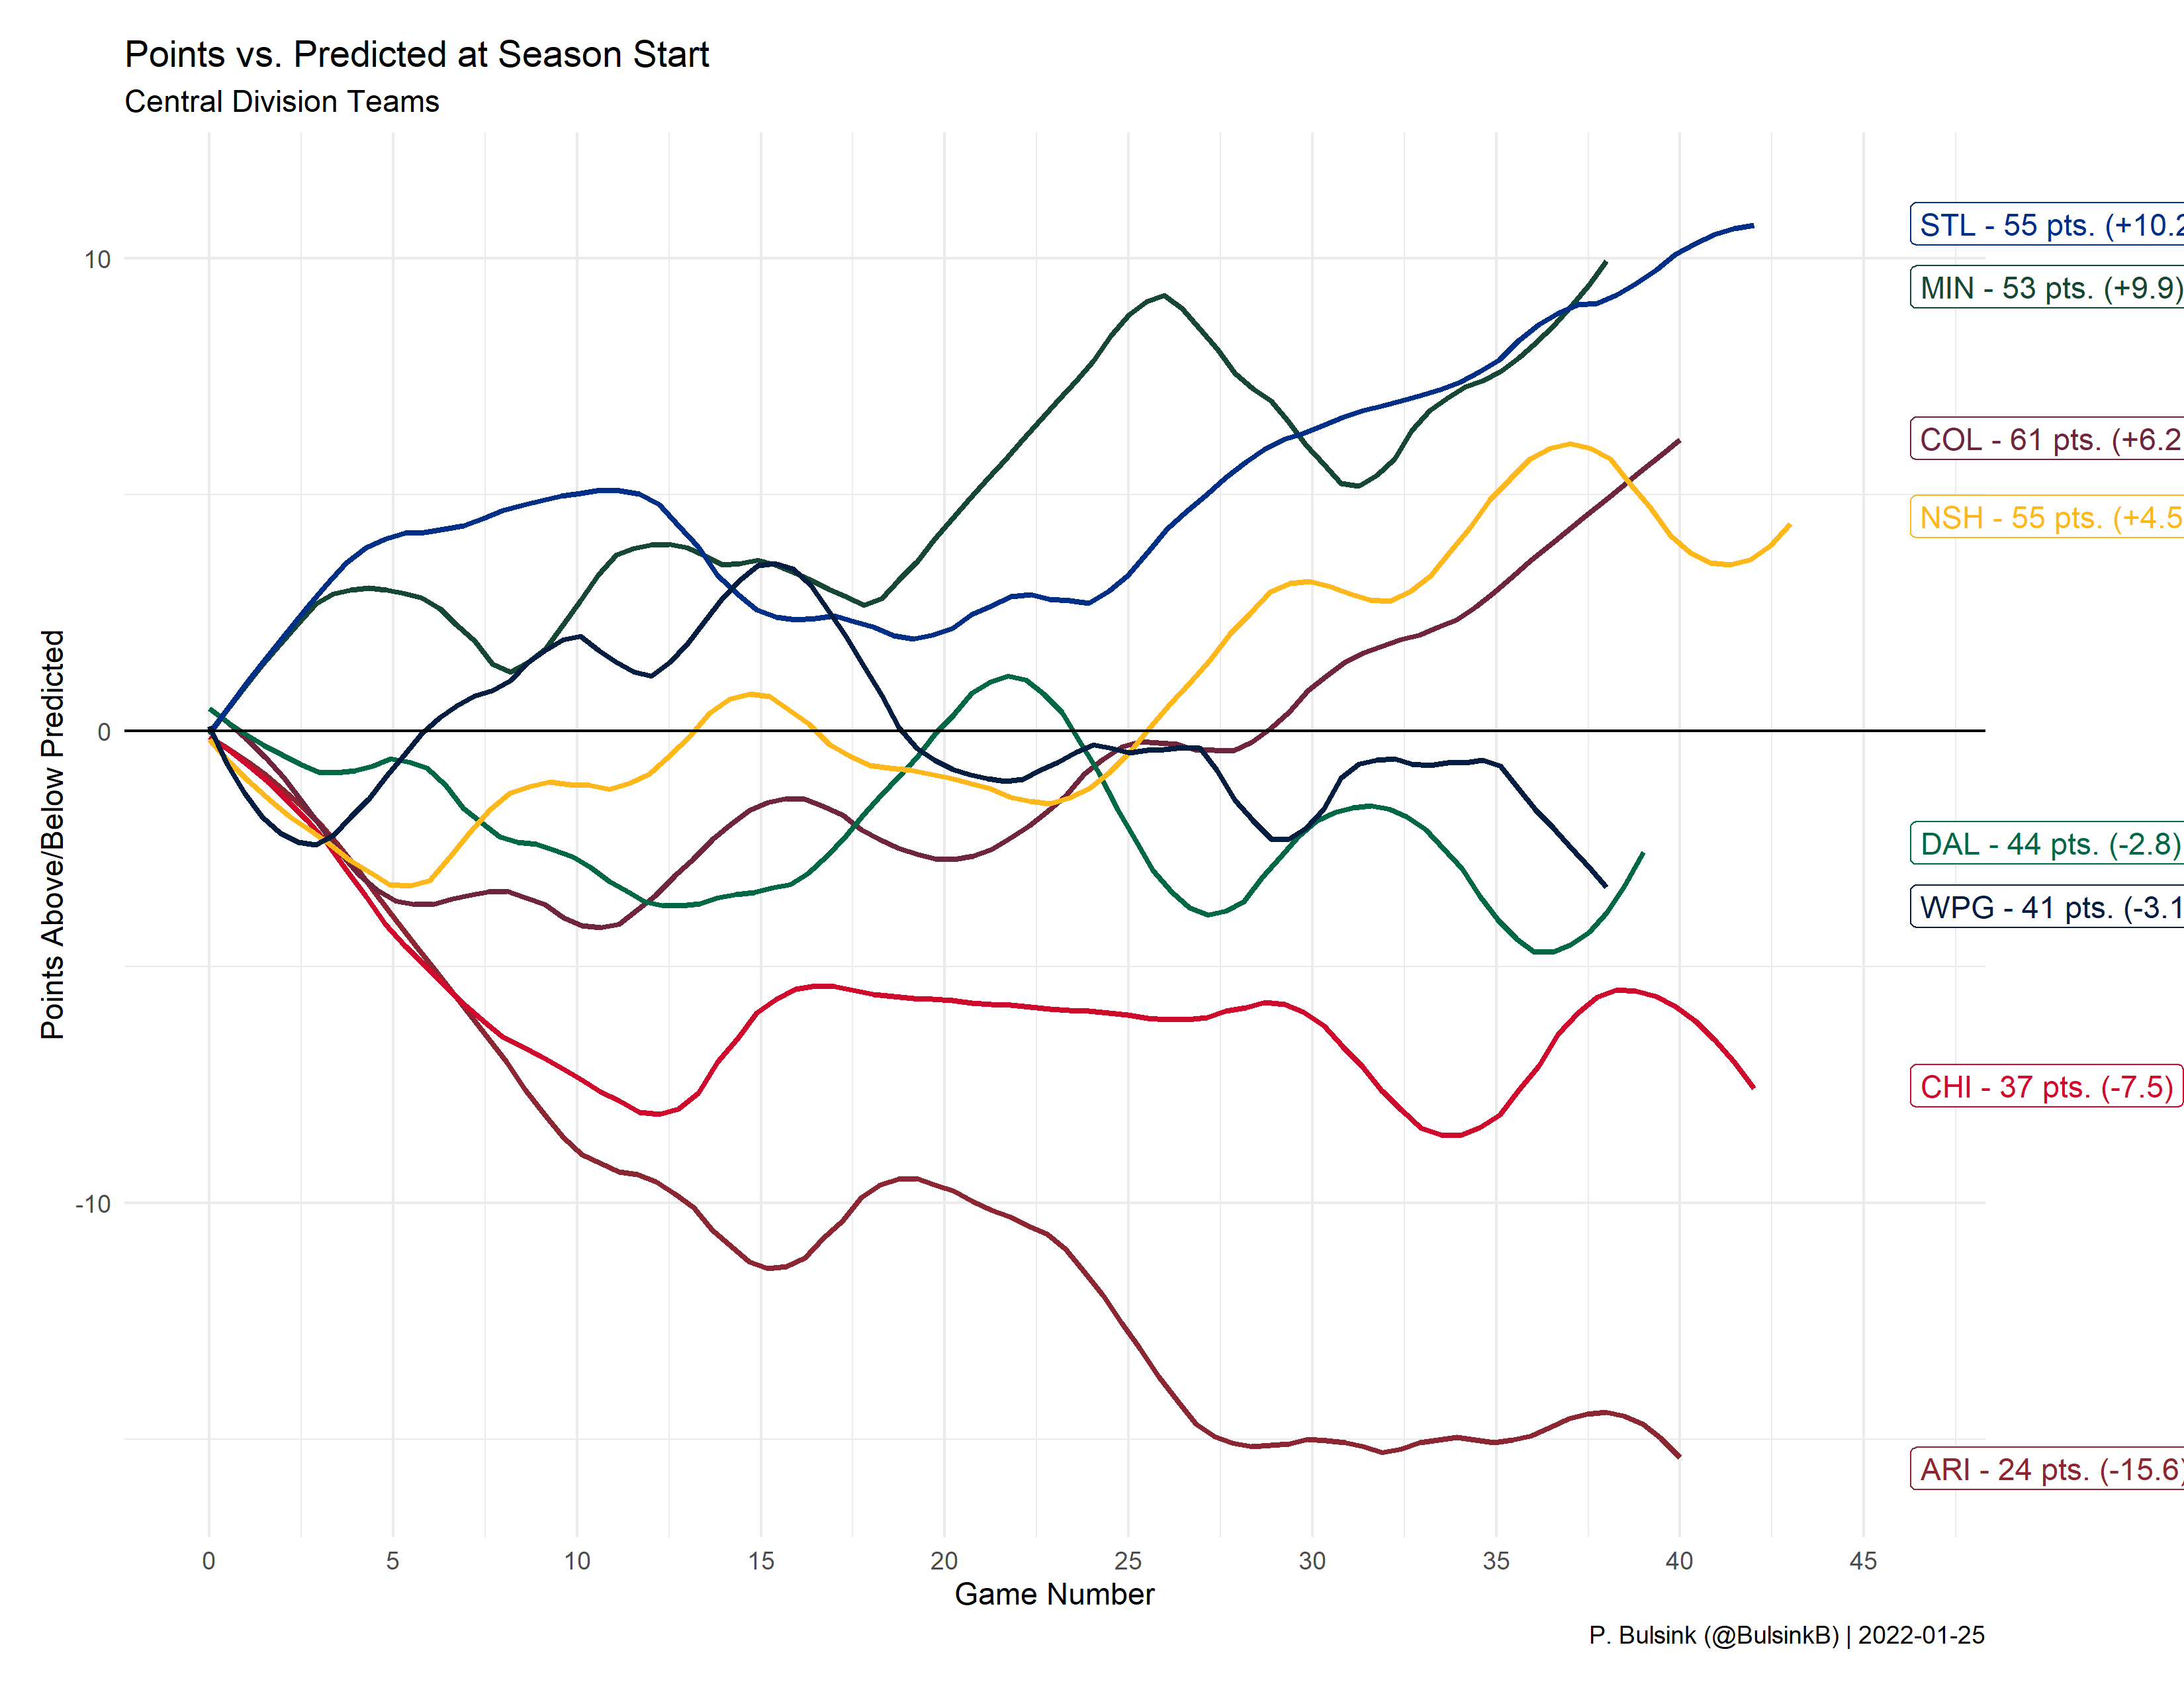 Points vs. Predicted at Season Start
Central Division Teams
Points Above/Below Predicted
10
0
-10
STL - 55 pts. (+10.2
MIN - 53 pts. (+9.9)
COL - 61 pts. (+6.2
NSH - 55 pts. (+4.5
DAL - 44 pts. (-2.8)
WPG - 41 pts. (-3.1
CHI - 37 pts. (-7.5)
ARI - 24 pts. (-15.6)
0 5 10 15 20 25 30 35 40 45
Game Number
P. Bulsink (@BulsinkB) | 2022-01-25